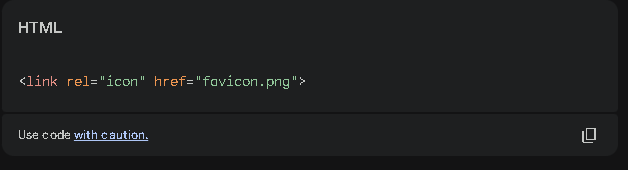 HTML
<link rel="icon" href="favicon.png">
Use code with caution.